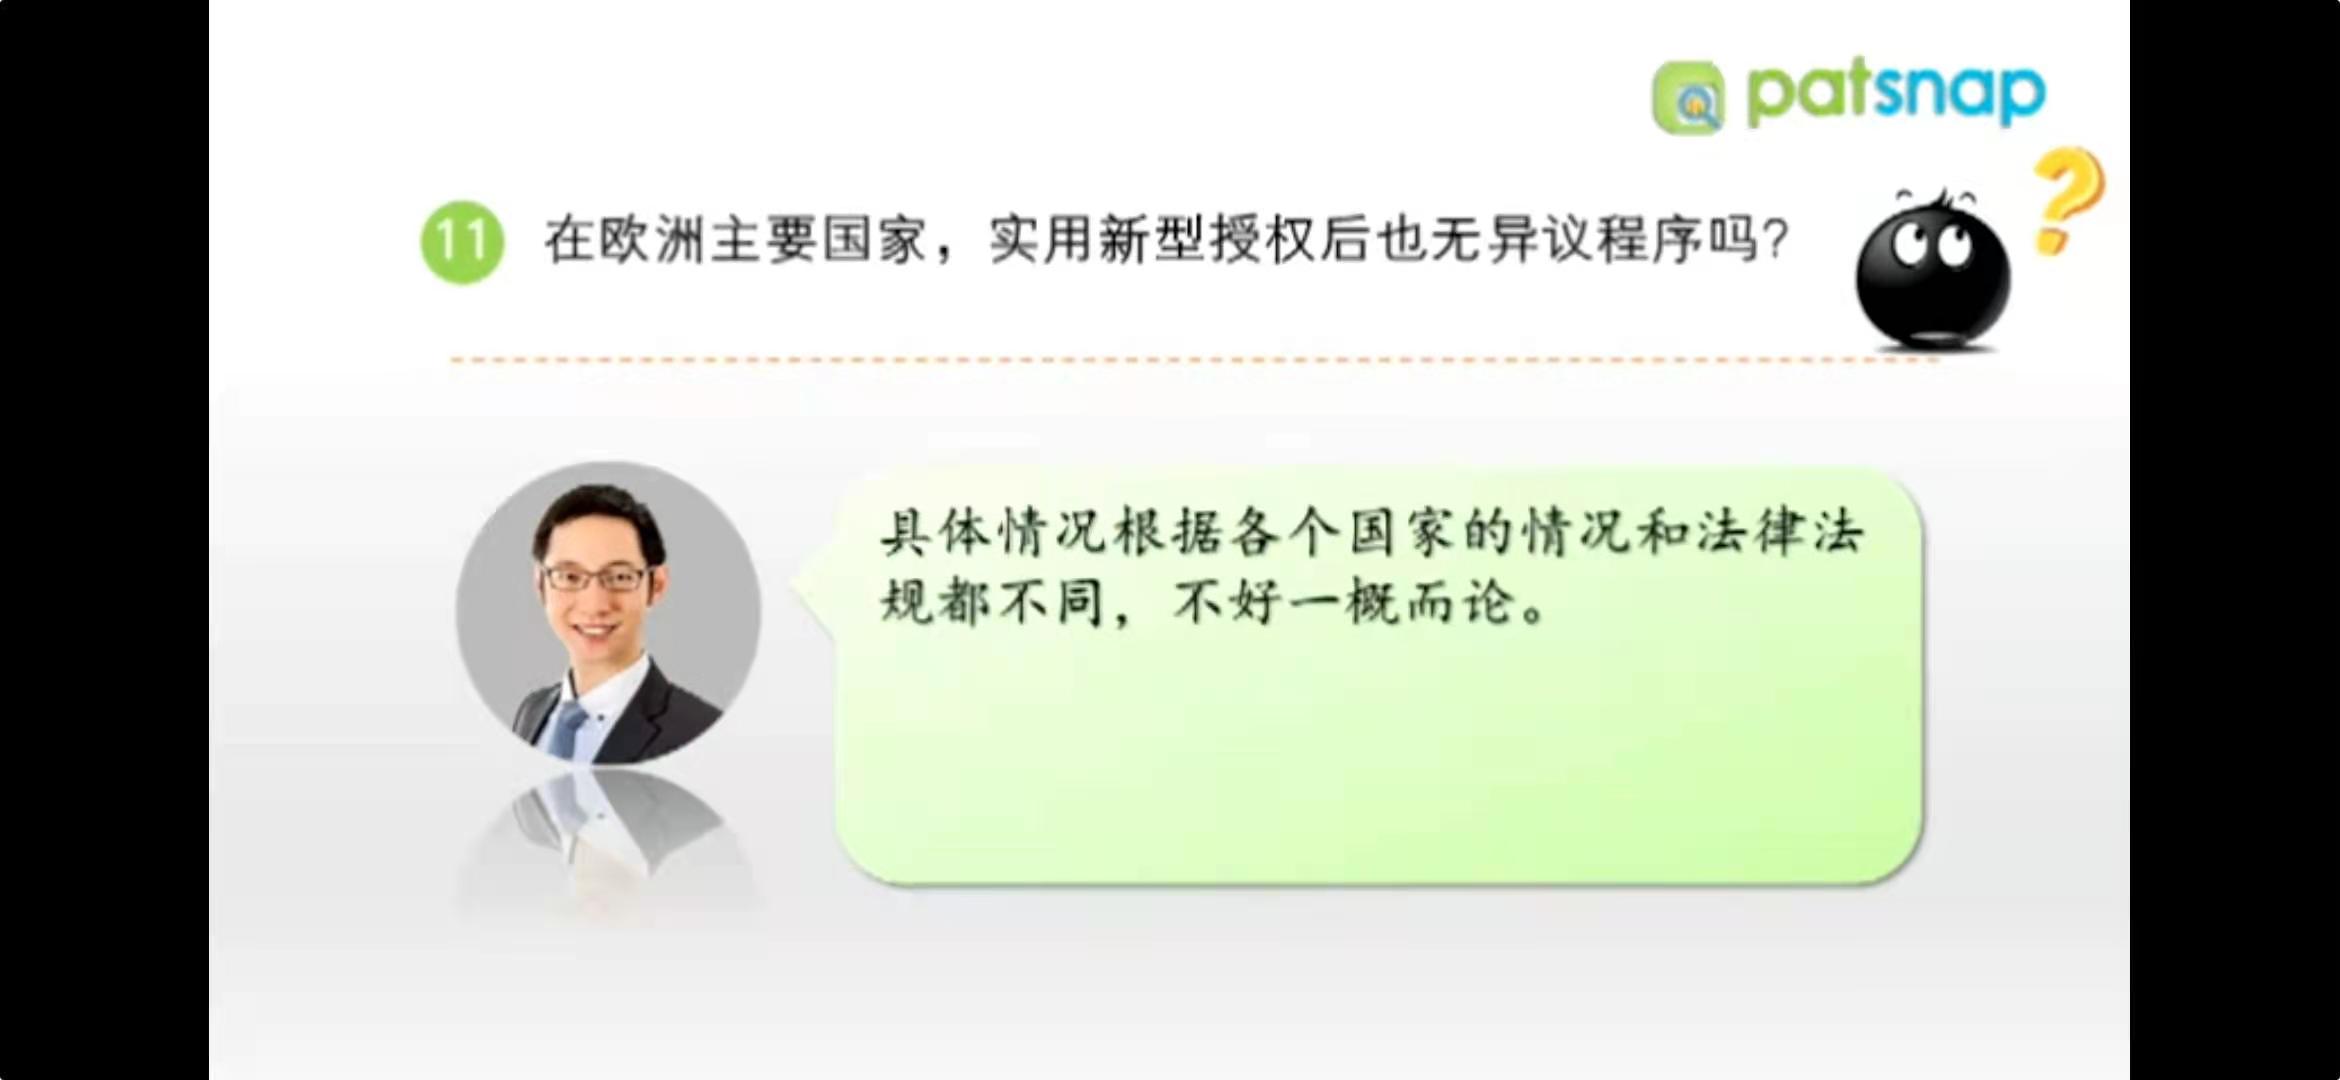 patsnap
11 在欧洲主要国家，实用新型授权后也无异议程序吗？
具体情况根据各个国家的情况和法律法
规都不同，不好一概而论。